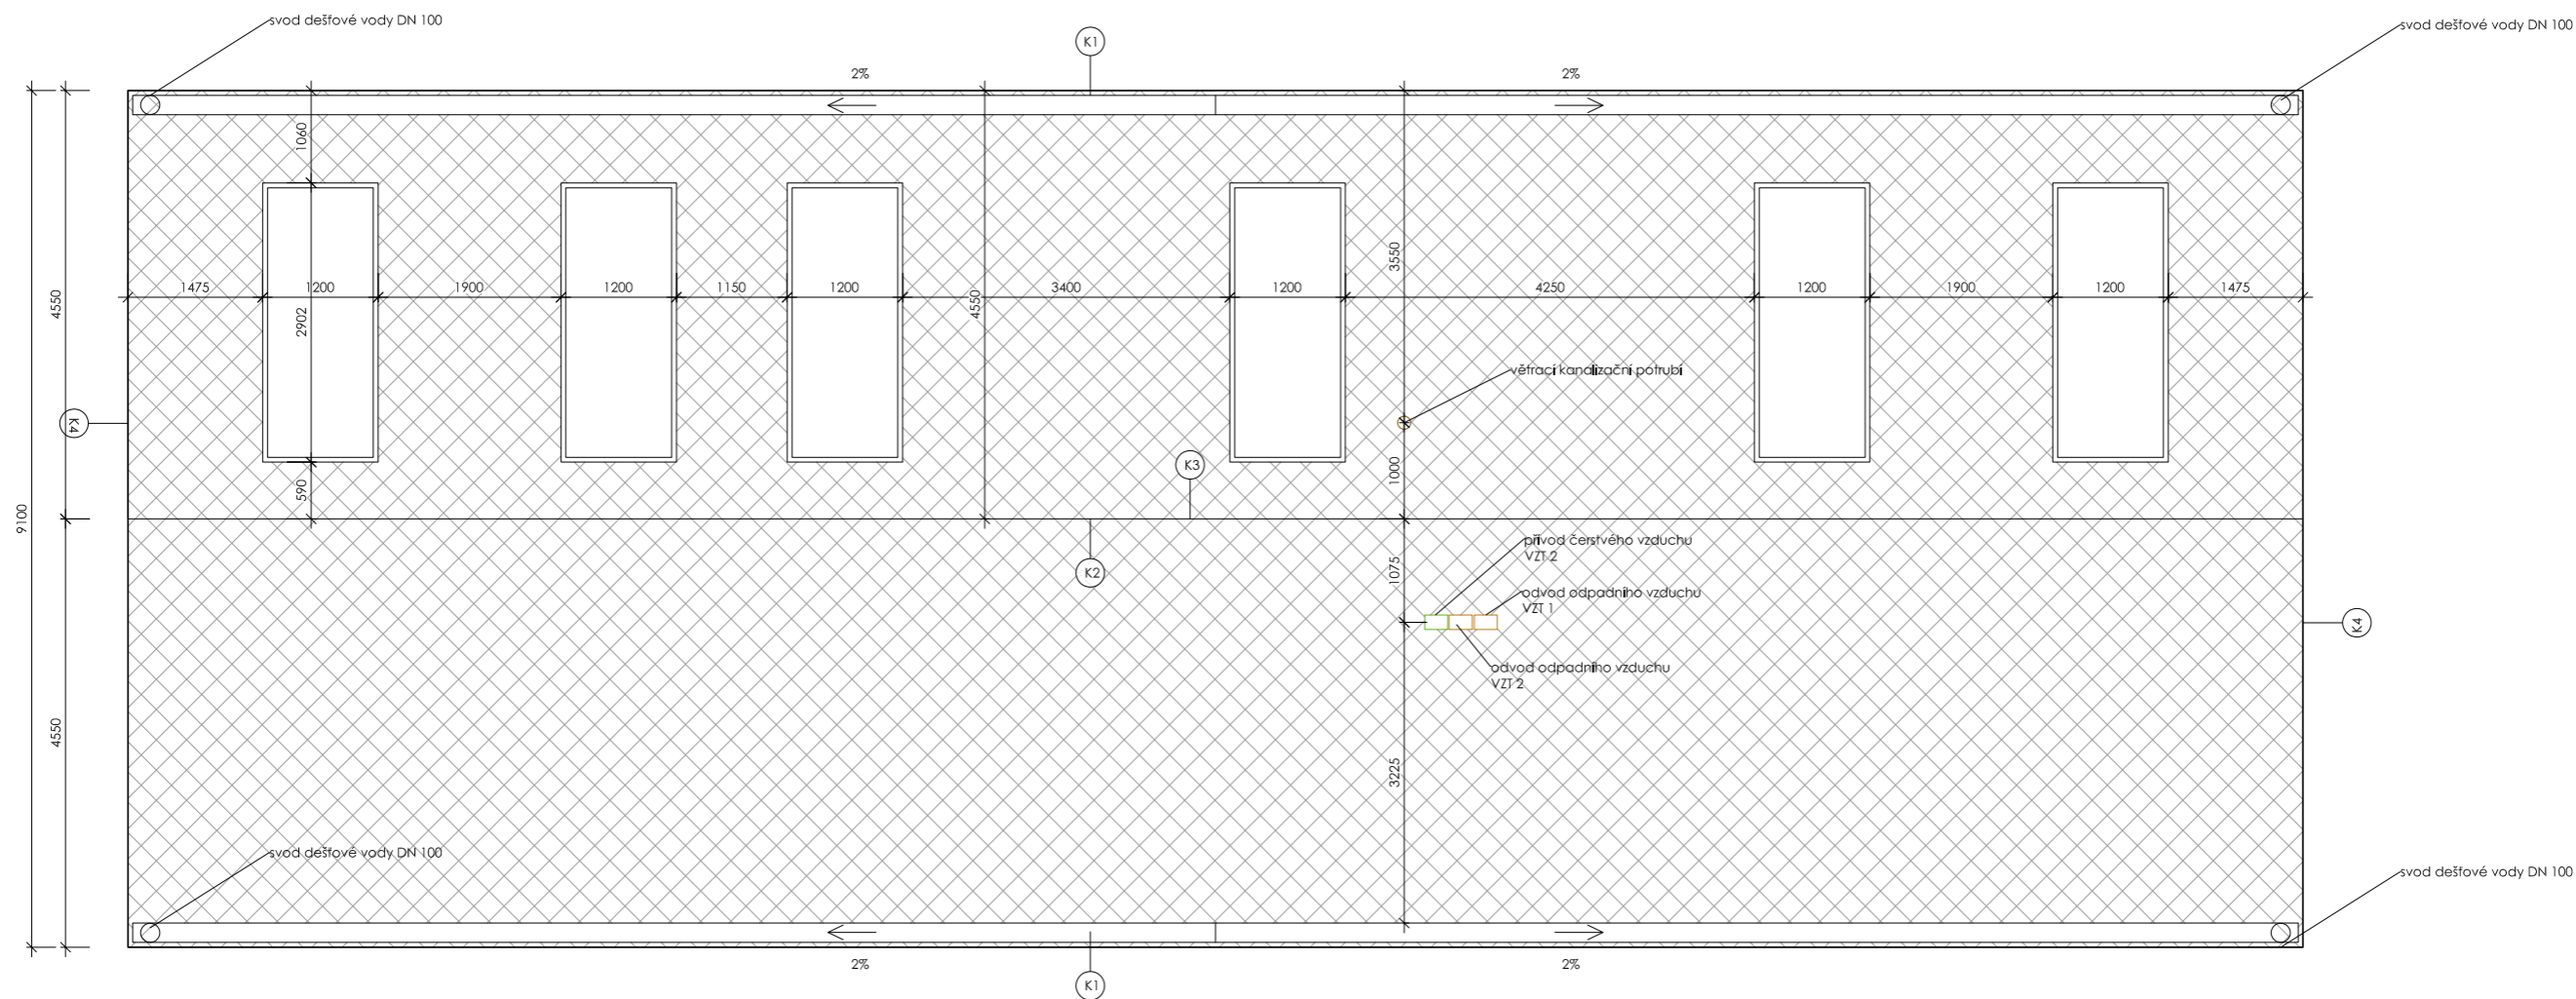 svod dešťové vody DN 100
svod dešťové vody DN 100
K1
2%
2%
1060
3550
1475
1200
1900
1200
1150
1200
3400
1200
4250
1200
1900
1200
1475
4550
4550
2902
větrací kanalizační potrubí
K4
K3
1000
590
9100
K2
1075
přívod čerstvého vzduchu
VZT 2
odvod odpadního vzduchu
VZT 1
K4
odvod odpadního vzduchu
VZT 2
4550
3225
svod dešťové vody DN 100
svod dešťové vody DN 100
2%
2%
K1